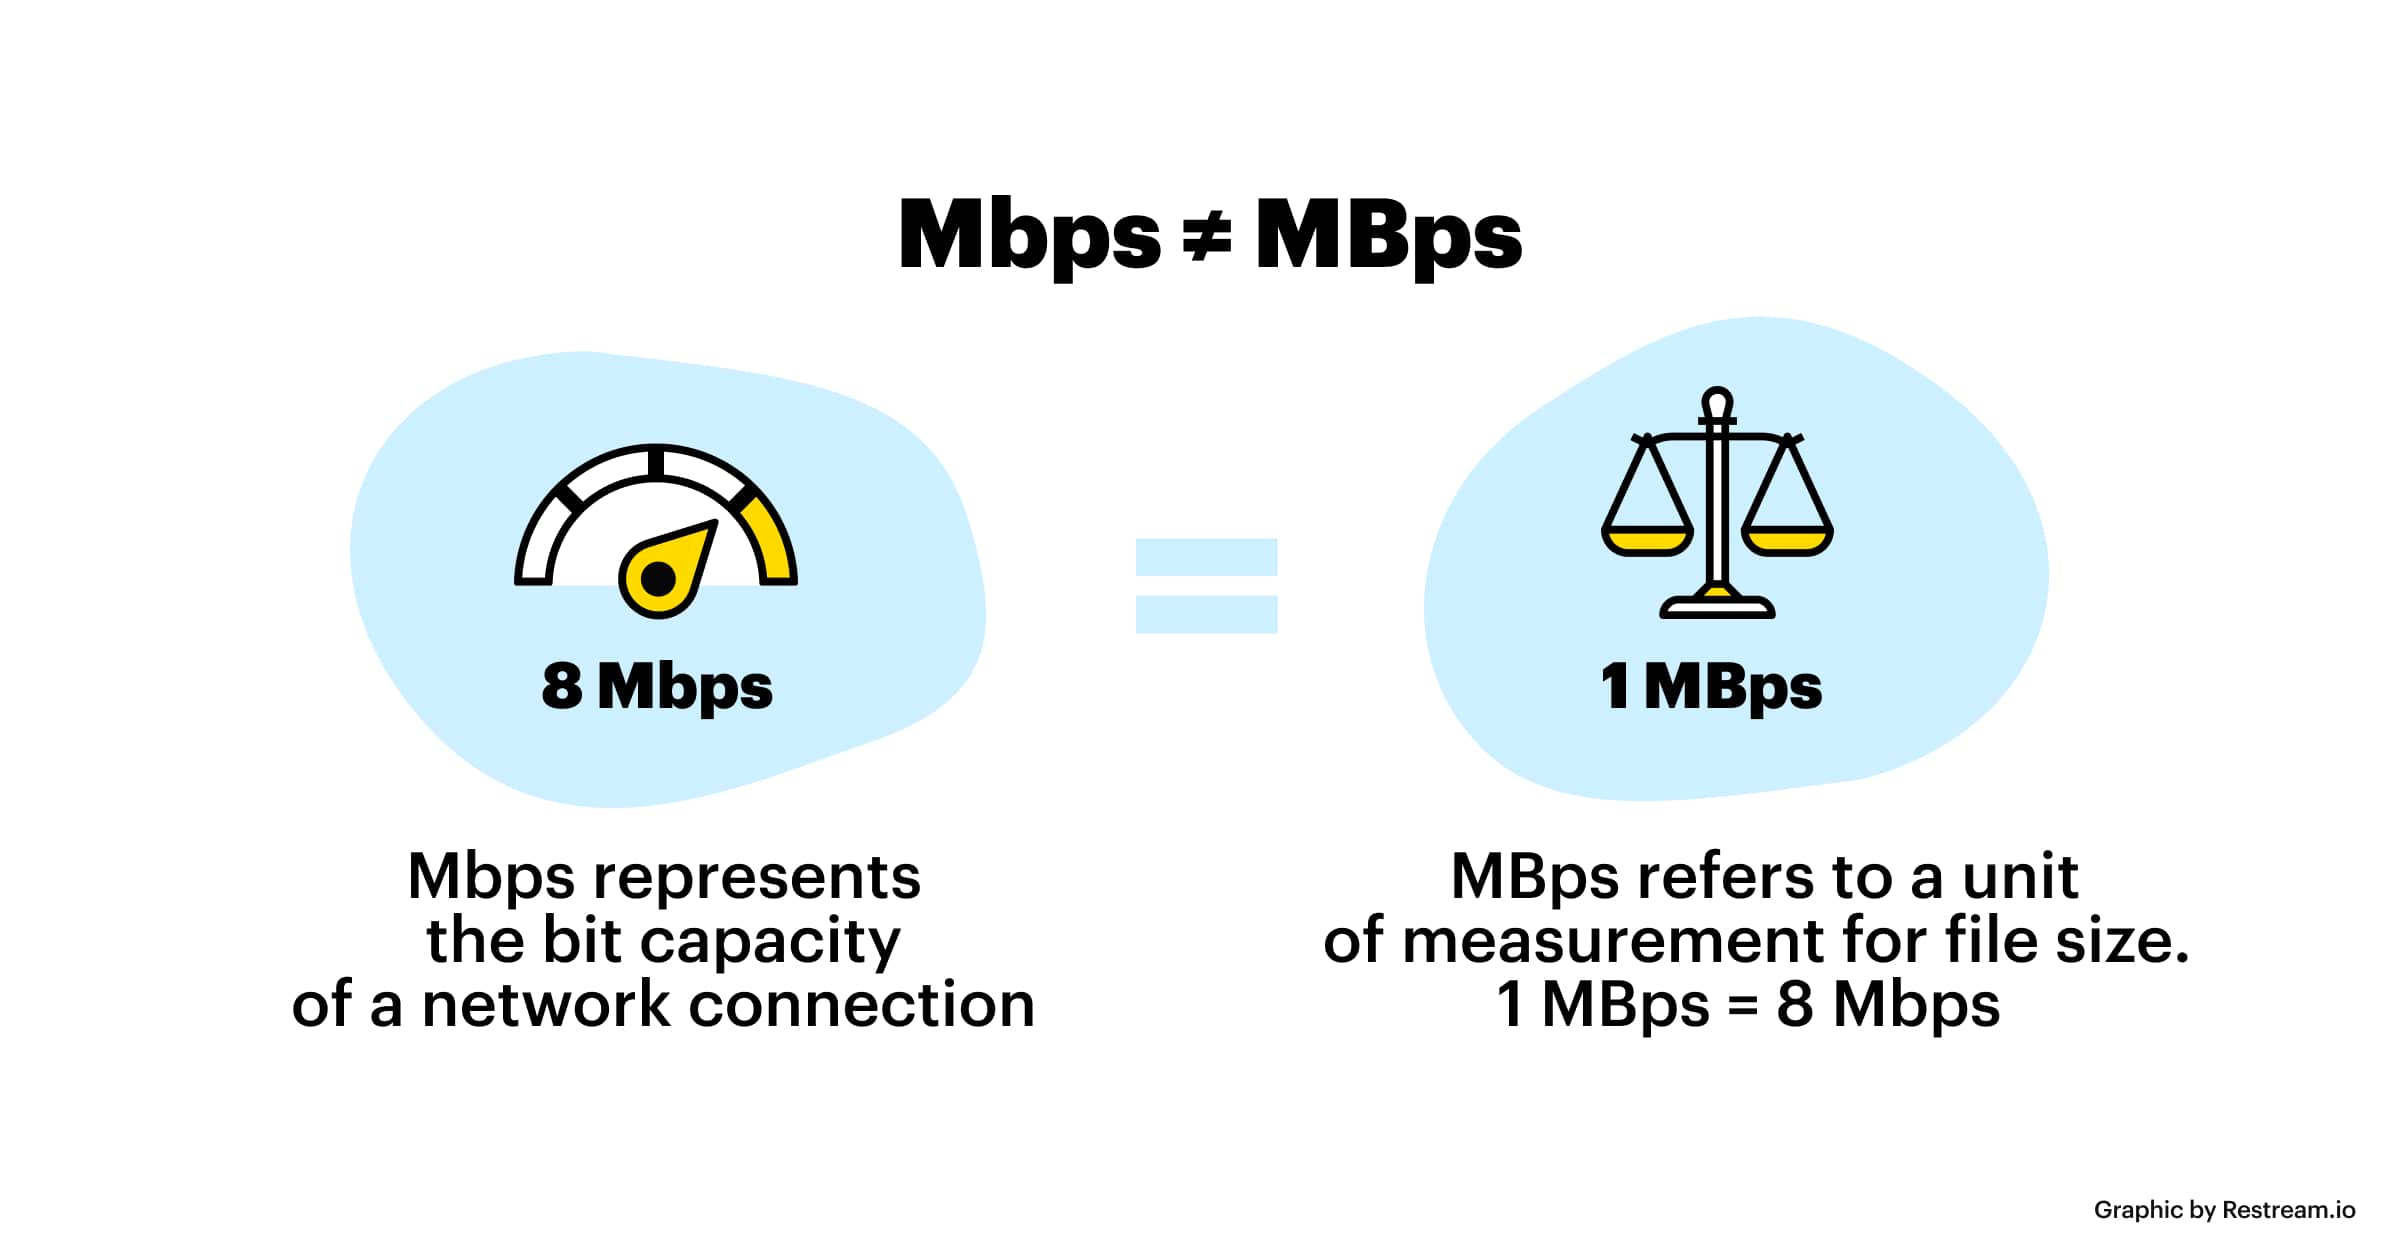 Mbps ≠ MBps
8 Mbps
1 MBps
Mbps represents
the bit capacity
of a network connection
MBps refers to a unit
of measurement for file size.
1 MBps = 8 Mbps
Graphic by Restream.io